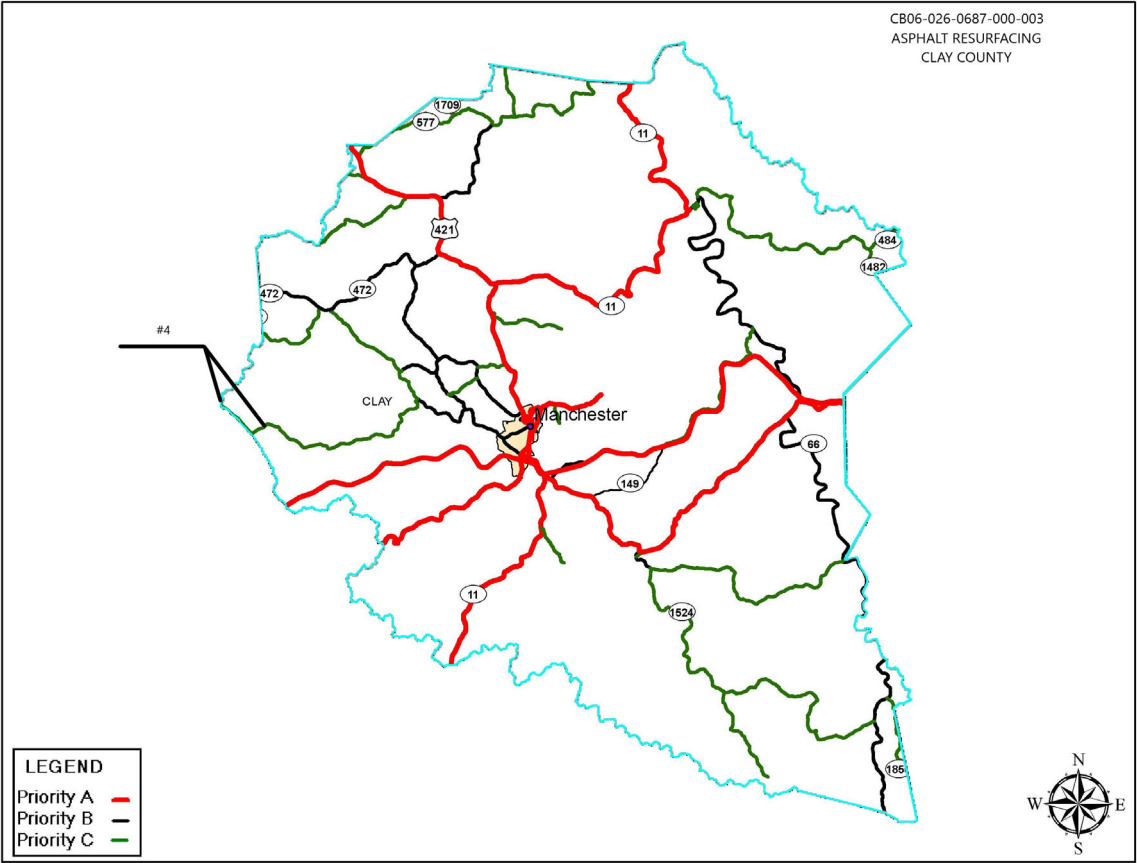 CB06-026-0687-000-003
ASPHALT RESURFACING
CLAY COUNTY
1709
577
11
421
484
1482
472
472
11
#4
CLAY
Manchester
66
149
11
1524
185
LEGEND
Priority A
Priority B
Priority C
N
W
E
S